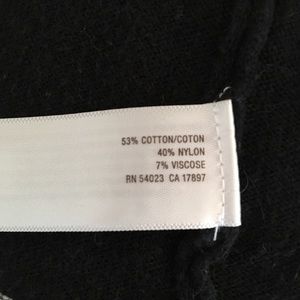 53% COTTON/COTON
40% NYLON
7% VISCOSE
RN 54023 CA 17897